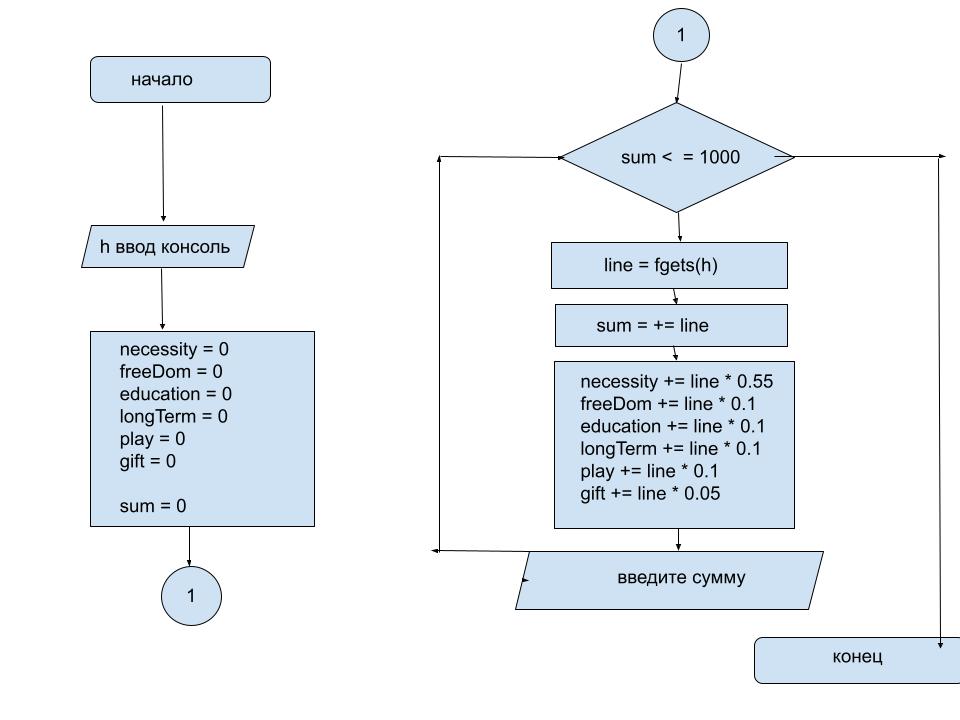 начало
h ввод консоль
necessity = 0
freeDom = 0
education = 0
longTerm = 0
play = 0
gift = 0
sum = 0
1
1
sum <  = 1000
line = fgets(h)
sum = += line
necessity += line * 0.55
freeDom += line * 0.1
education += line * 0.1
longTerm += line * 0.1
play += line * 0.1
gift += line * 0.05
введите сумму
конец